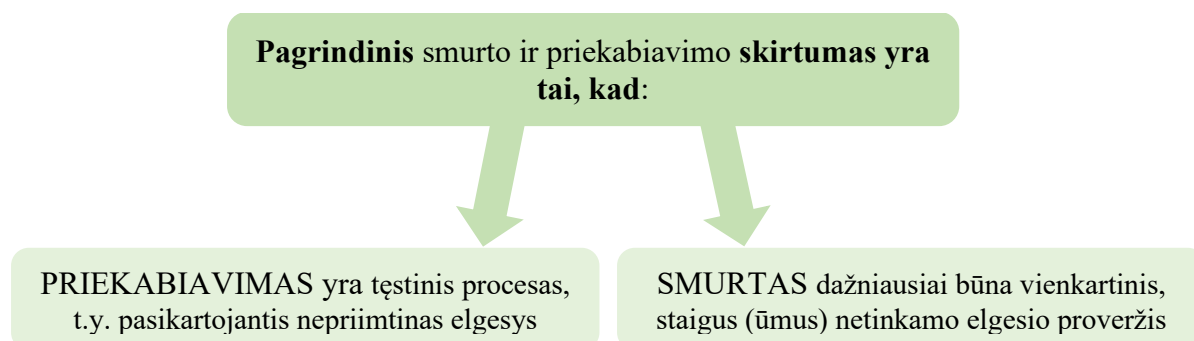 Pagrindinis smurto ir priekabiavimo skirtumas yra
tai, kad:
PRIEKABIAVIMAS yra tęstinis procesas,
t.y. pasikartojantis nepriimtinas elgesys
SMURTAS dažniausiai būna vienkartinis,
staigus (ūmus) netinkamo elgesio proveržis